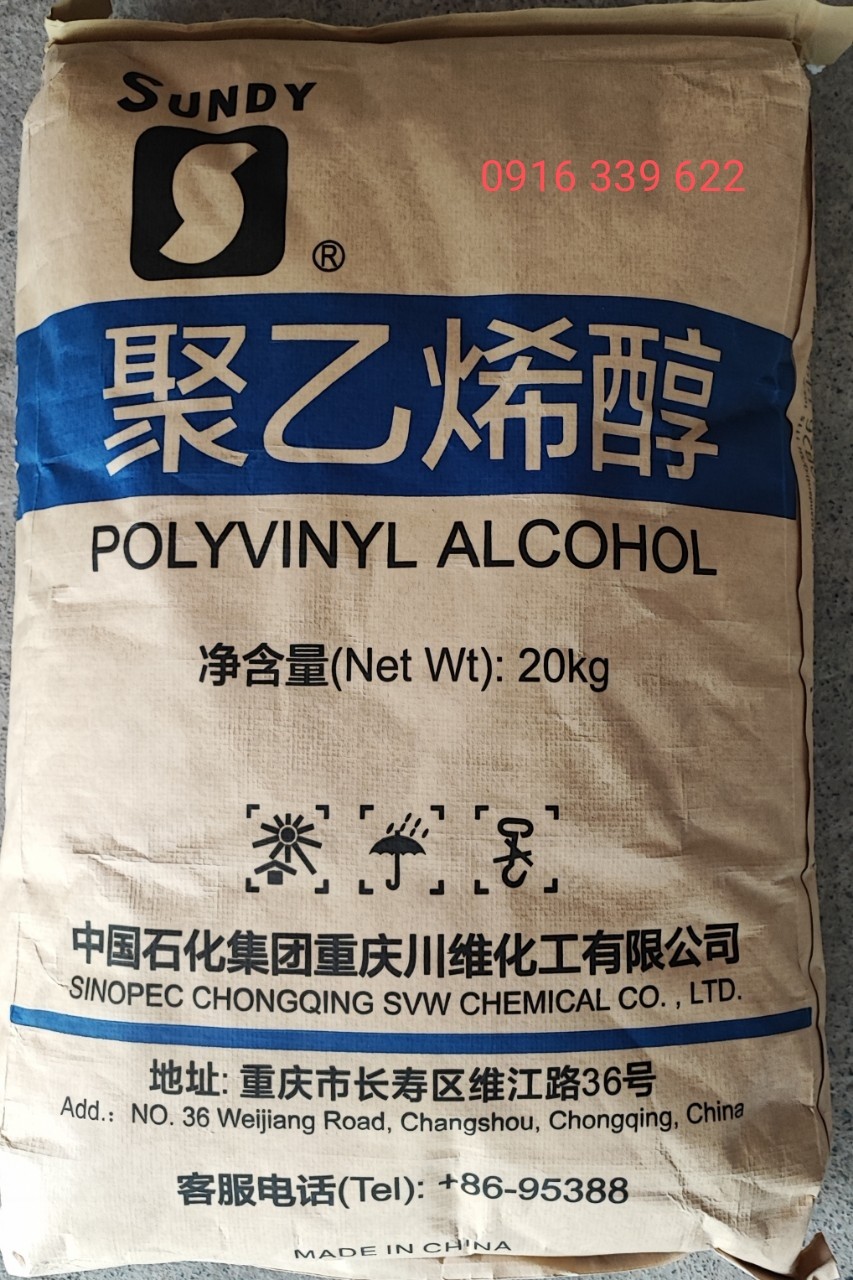 SUNDY
0916 339 622
®
聚乙烯醇
POLYVINYL ALCOHOL
净含量(Net Wt): 20kg
中国石化集团重庆川维化工有限公司
SINOPEC CHONGQING SVW CHEMICAL CO. , LTD.
地址: 重庆市长寿区维江路36号
Add.: NO. 36 Weijiang Road, Changshou, Chongqing, China
客服电话(Tel): +86-95388
MADE IN CHINA